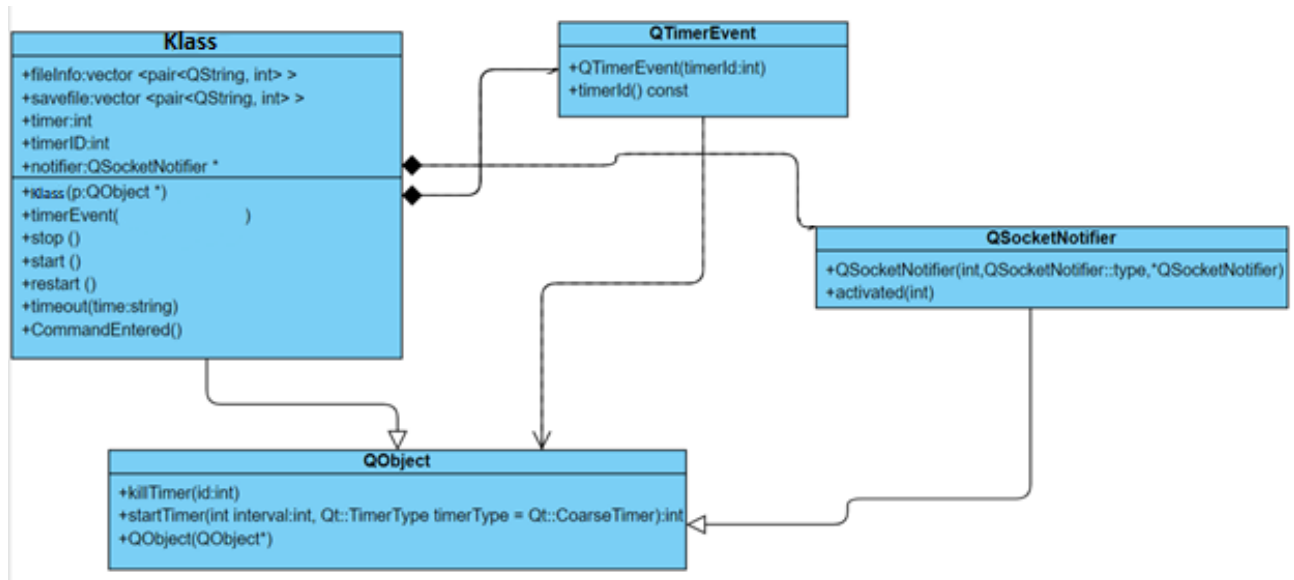 Klass
+fileInfo:vector <pair<QString, int> >
+savefile:vector <pair<QString, int> >
+timer:int
+timerID:int
+notifier:QSocketNotifier *
+Klass (p:QObject *)
+timerEvent( )
+stop ()
+start ()
+restart ()
+timeout(time:string)
+CommandEntered()
QTimerEvent
+QTimerEvent(timerId:int)
+timerId() const
QSocketNotifier
+QSocketNotifier(int,QSocketNotifier::type,*QSocketNotifier)
+activated(int)
QObject
+killTimer(id:int)
+startTimer(int interval:int, Qt::TimerType timerType = Qt::CoarseTimer):int
+QObject(QObject*)